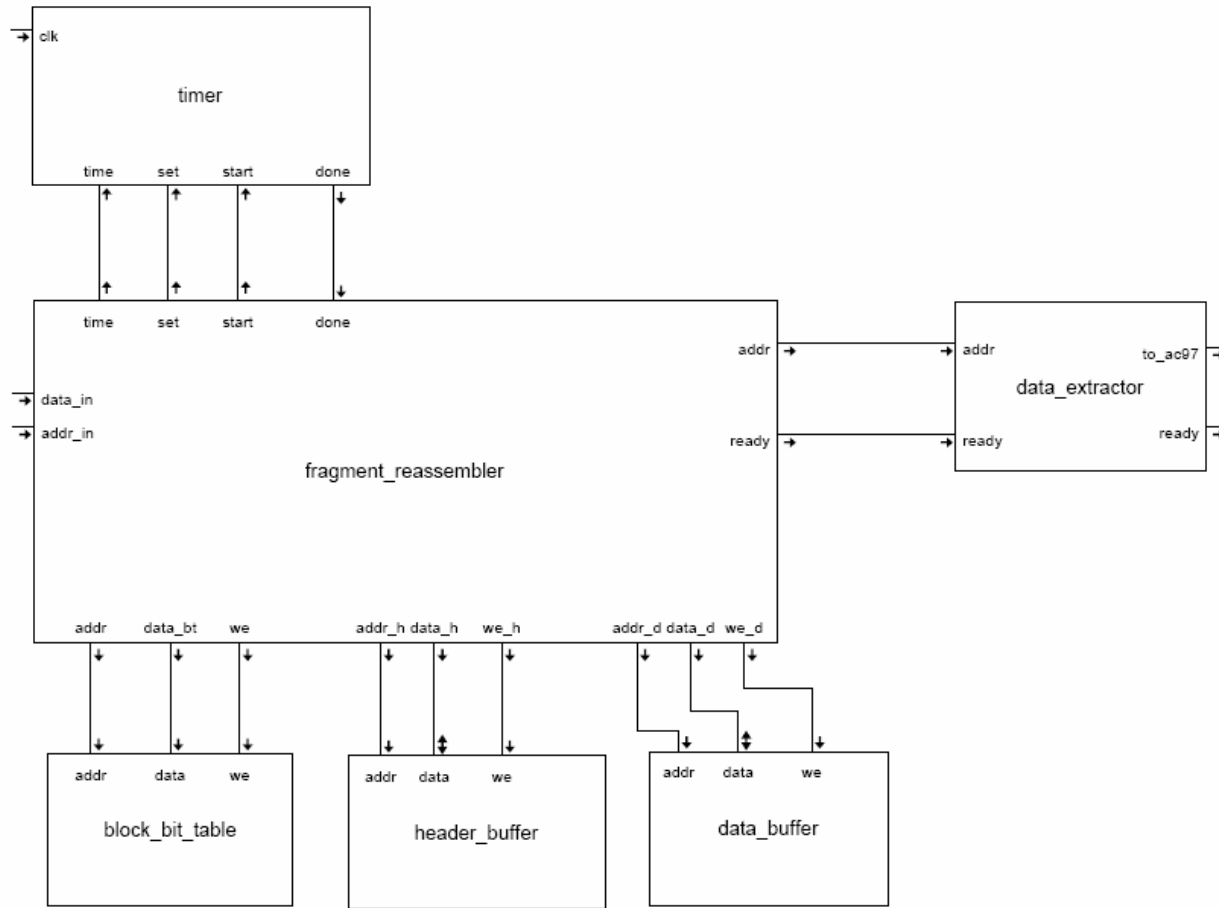 clk
timer
time set start done
time set start done
addr addr to_ac97
data_extractor
data_in
addr_in
ready ready ready
fragment_reassembler
addr data_bt we addr_h data_h we_h addr_d data_d we_d
addr data we addr data we addr data we
block_bit_table header_buffer data_buffer